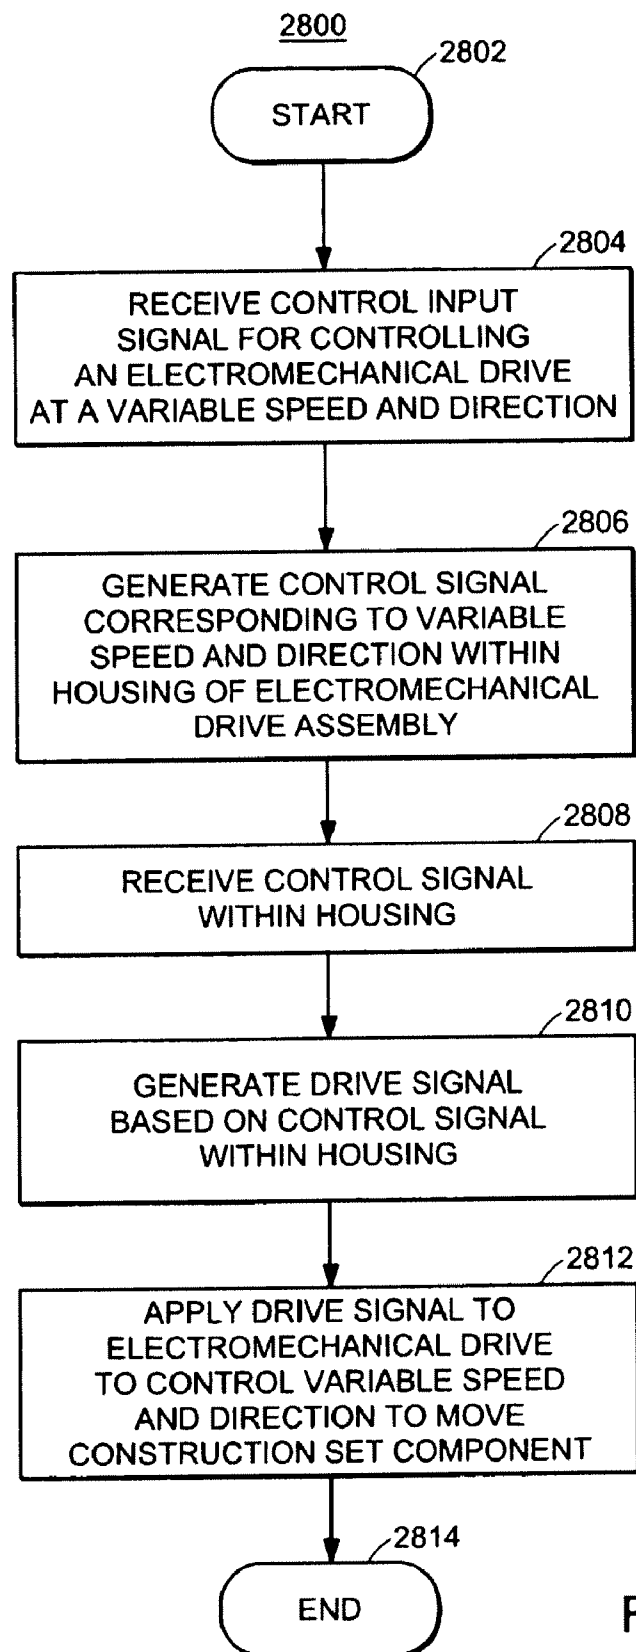 2800
2802
START
2804
RECEIVE CONTROL INPUT
SIGNAL FOR CONTROLLING
AN ELECTROMECHANICAL DRIVE
AT A VARIABLE SPEED AND DIRECTION
2806
GENERATE CONTROL SIGNAL
CORRESPONDING TO VARIABLE
SPEED AND DIRECTION WITHIN
HOUSING OF ELECTROMECHANICAL
DRIVE ASSEMBLY
2808
RECEIVE CONTROL SIGNAL
WITHIN HOUSING
2810
GENERATE DRIVE SIGNAL
BASED ON CONTROL SIGNAL
WITHIN HOUSING
2812
APPLY DRIVE SIGNAL TO
ELECTROMECHANICAL DRIVE
TO CONTROL VARIABLE SPEED
AND DIRECTION TO MOVE
CONSTRUCTION SET COMPONENT
2814
END